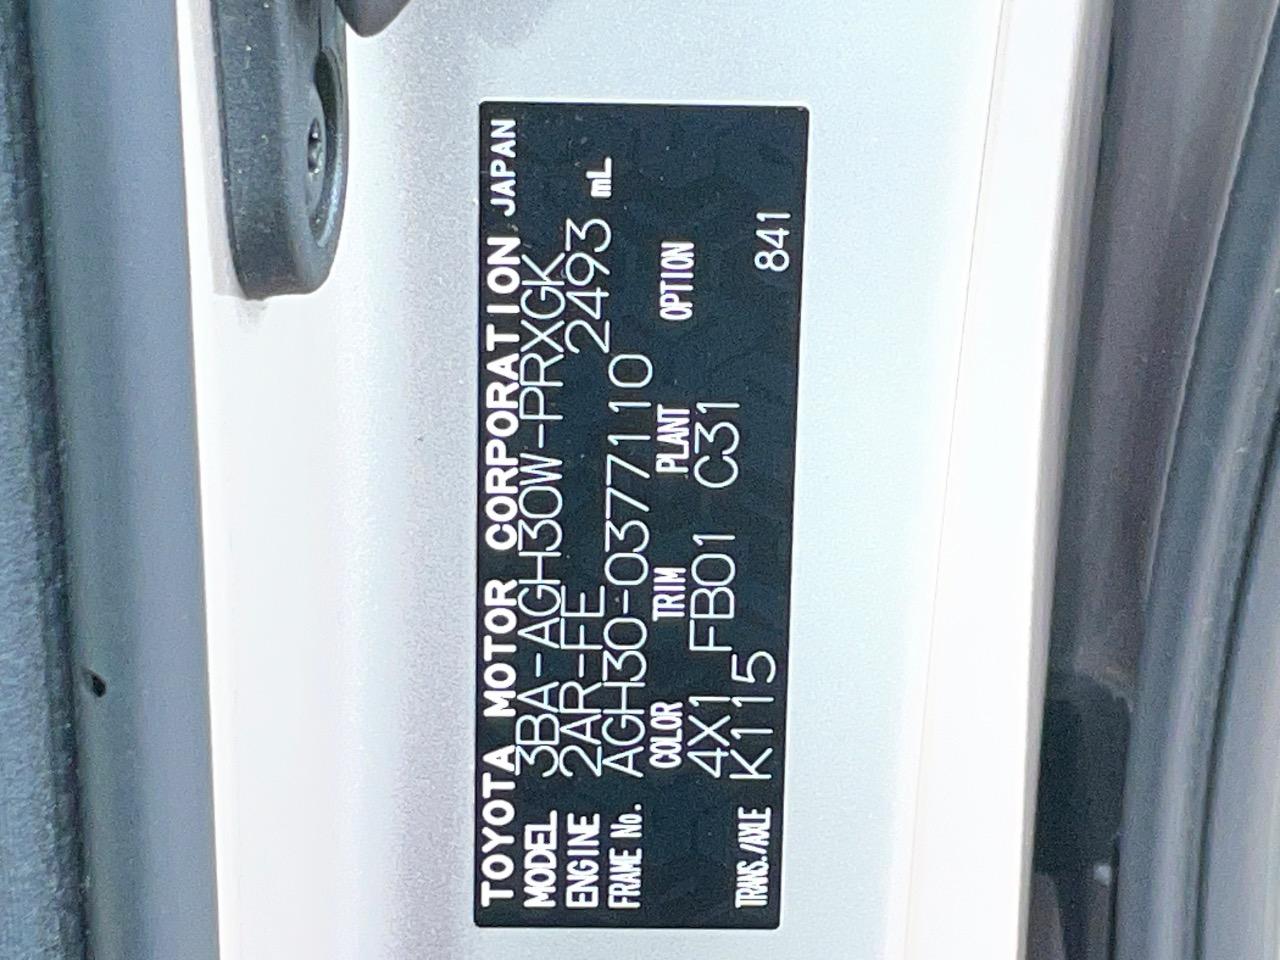 TOYOTA MOTOR CORPORATION JAPAN
MODEL 3BA-AGH30W-PRXGK
ENGINE 2AR-FE 2493 mL
FRAME No. AGH30-0377110
COLOR TRIM PLANT OPTION
4X1 FB01 C31
TRANS./AXLE K115 841